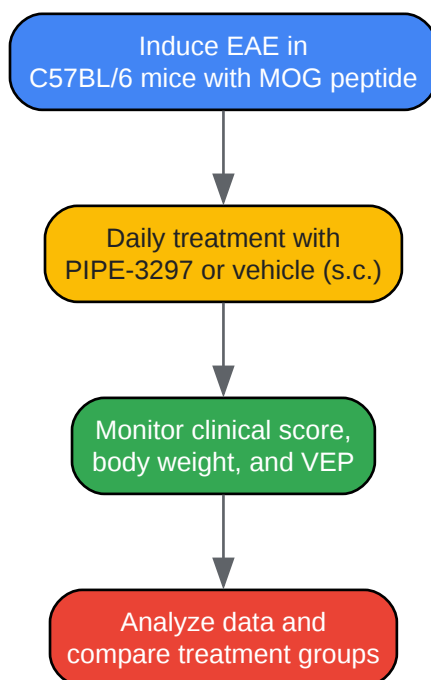 Induce EAE in
C57BL/6 mice with MOG peptide
Daily treatment with
PIPE-3297 or vehicle (s.c.)
Monitor clinical score,
body weight, and VEP
Analyze data and
compare treatment groups